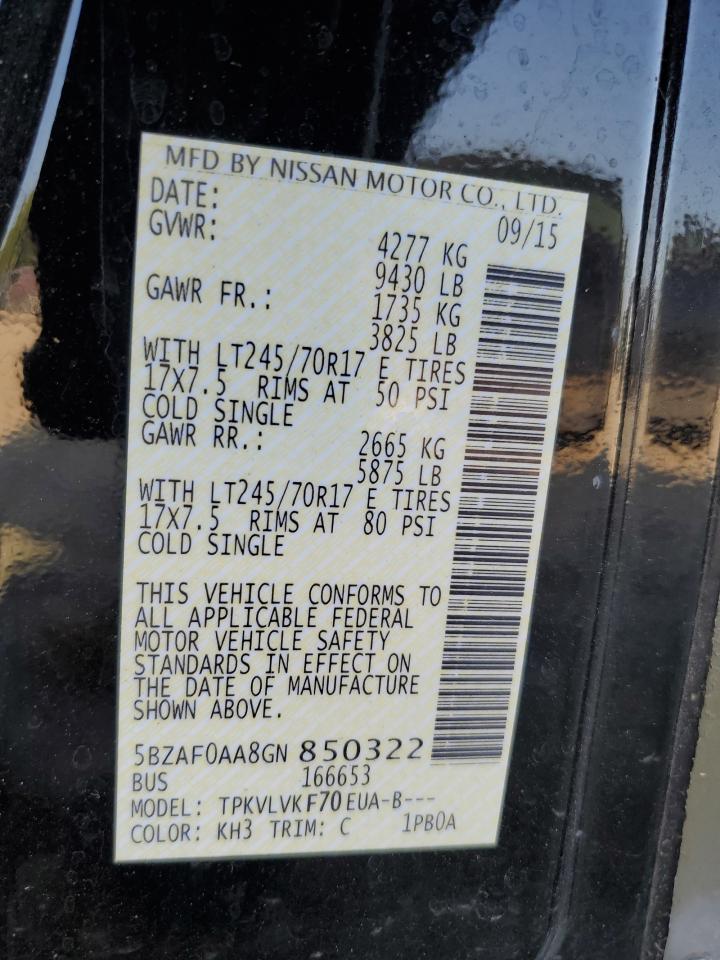 MFD BY NISSAN MOTOR CO., LTD.
DATE: 09/15
GVWR: 4277 KG
9430 LB
GAWR FR.: 1735 KG
3825 LB
WITH LT245/70R17 E TIRES
17X7.5 RIMS AT 50 PSI
COLD SINGLE
GAWR RR.: 2665 KG
5875 LB
WITH LT245/70R17 E TIRES
17X7.5 RIMS AT 80 PSI
COLD SINGLE
THIS VEHICLE CONFORMS TO
ALL APPLICABLE FEDERAL
MOTOR VEHICLE SAFETY
STANDARDS IN EFFECT ON
THE DATE OF MANUFACTURE
SHOWN ABOVE.
5BZAF0AA8GN 850322
BUS 166653
MODEL: TPKVLVKF70EUA-B---
COLOR: KH3 TRIM: C 1PB0A